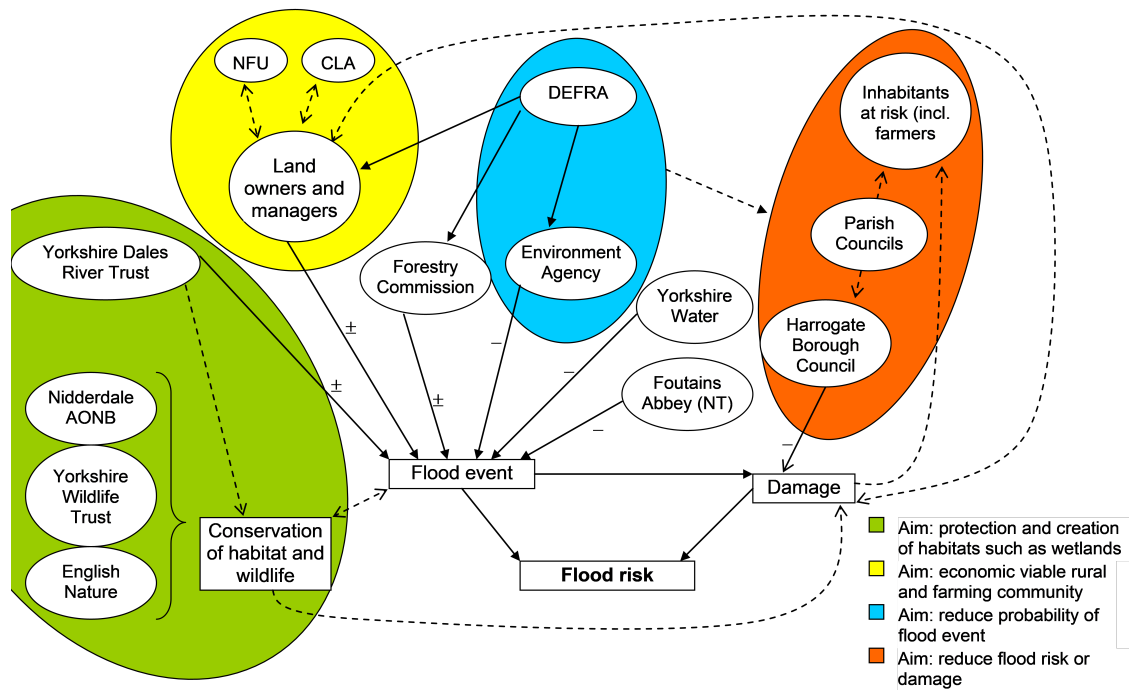 NFU
CLA
Land
owners and
managers
DEFRA
Environment
Agency
Forestry
Commission
Yorkshire
Water
Foutains
Abbey (NT)
Inhabitants
at risk (incl.
farmers
Parish
Councils
Harrogate
Borough
Council
Yorkshire Dales
River Trust
Nidderdale
AONB
Yorkshire
Wildlife
Trust
English
Nature
Conservation
of habitat and
wildlife
±
±
±
–
–
–
–
Flood event
Damage
Flood risk
Aim: protection and creation
of habitats such as wetlands
Aim: economic viable rural
and farming community
Aim: reduce probability of
flood event
Aim: reduce flood risk or
damage